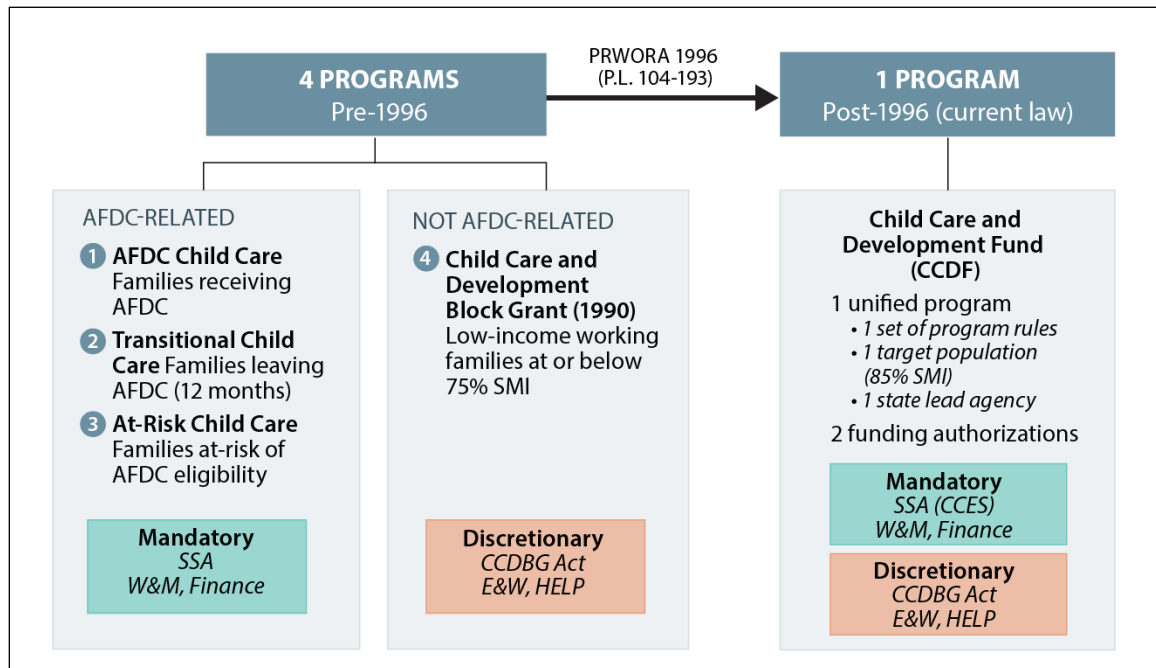 4 PROGRAMS
Pre-1996
PRWORA 1996
(P.L. 104-193)
1 PROGRAM
Post-1996 (current law)
AFDC-RELATED
1 AFDC Child Care
Families receiving
AFDC
2 Transitional Child
Care Families leaving
AFDC (12 months)
3 At-Risk Child Care
Families at-risk of
AFDC eligibility
Mandatory
SSA
W&M, Finance
NOT AFDC-RELATED
4 Child Care and
Development
Block Grant (1990)
Low-income working
families at or below
75% SMI
Discretionary
CCDBG Act
E&W, HELP
Child Care and
Development Fund
(CCDF)
1 unified program
• 1 set of program rules
• 1 target population
(85% SMI)
• 1 state lead agency
2 funding authorizations
Mandatory
SSA (CCES)
W&M, Finance
Discretionary
CCDBG Act
E&W, HELP